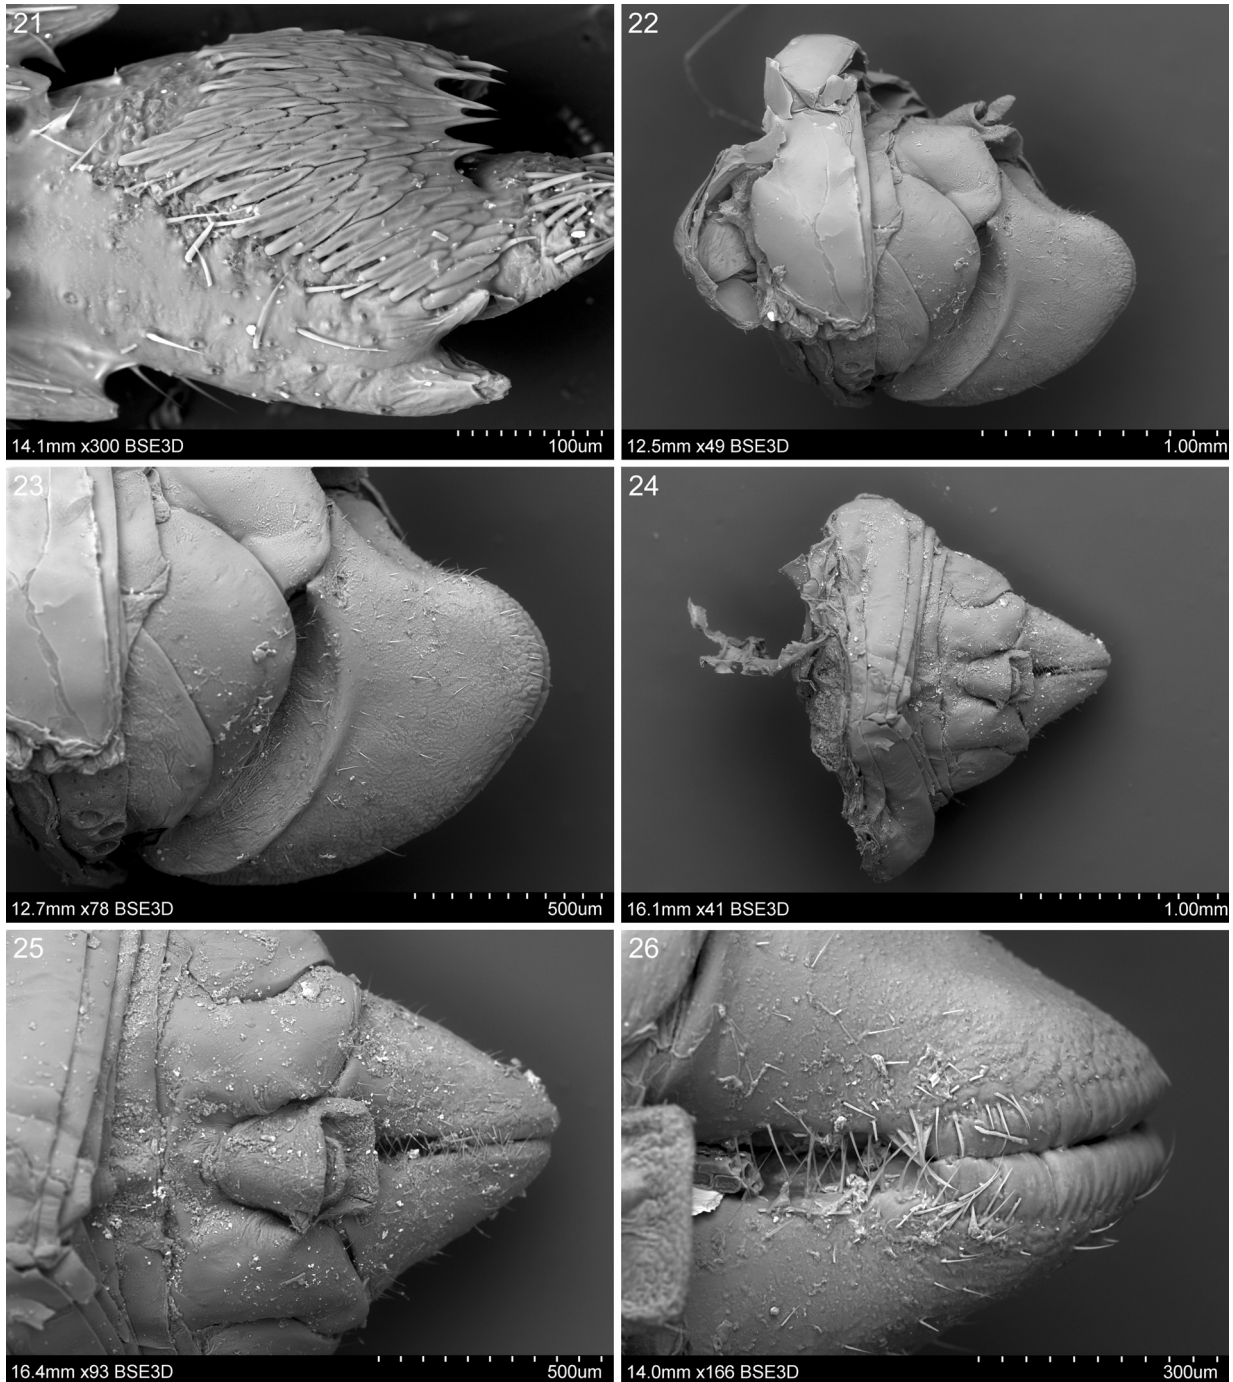 21
14.1mm x300 BSE3D 100um
22
12.5mm x49 BSE3D 1.00mm
23
12.7mm x78 BSE3D 500um
24
16.1mm x41 BSE3D 1.00mm
25
16.4mm x93 BSE3D 500um
26
14.0mm x166 BSE3D 300um